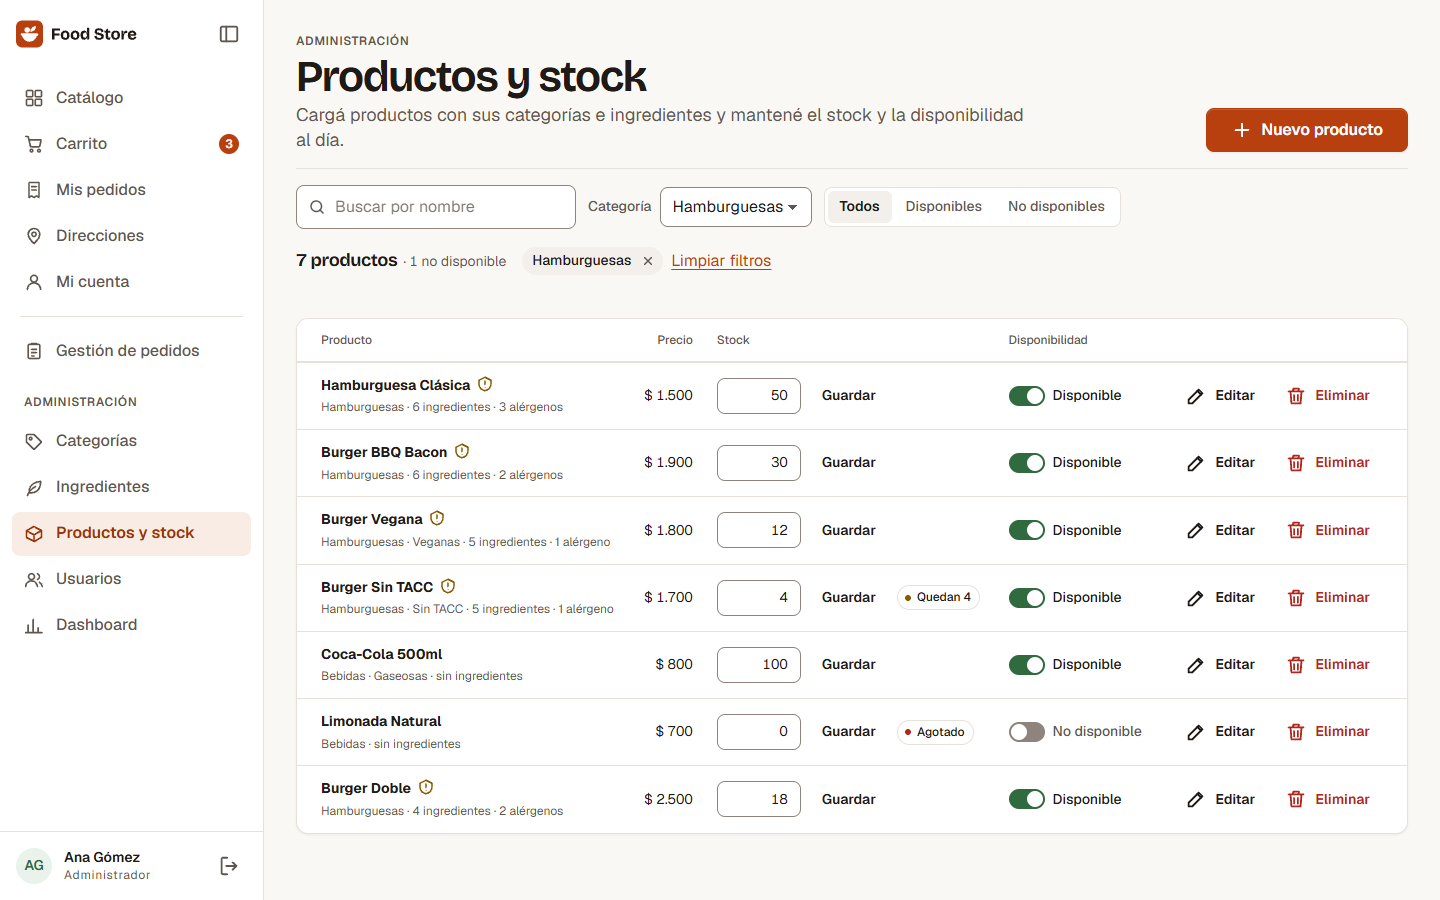 Food Store
Catálogo
Carrito
3
Mis pedidos
Direcciones
Mi cuenta
Gestión de pedidos
ADMINISTRACIÓN
Categorías
Ingredientes
Productos y stock
Usuarios
Dashboard
AG
Ana Gómez
Administrador
ADMINISTRACIÓN
Productos y stock
Cargá productos con sus categorías e ingredientes y mantené el stock y la disponibilidad
al día.
Nuevo producto
Buscar por nombre
Categoría
Hamburguesas
Todos
Disponibles
No disponibles
7 productos · 1 no disponible
Hamburguesas
Limpiar filtros
Producto Precio Stock Disponibilidad
Hamburguesa Clásica
Hamburguesas · 6 ingredientes · 3 alérgenos
$ 1.500 50 Guardar Disponible Editar Eliminar
Burger BBQ Bacon
Hamburguesas · 6 ingredientes · 2 alérgenos
$ 1.900 30 Guardar Disponible Editar Eliminar
Burger Vegana
Hamburguesas · Veganas · 5 ingredientes · 1 alérgeno
$ 1.800 12 Guardar Disponible Editar Eliminar
Burger Sin TACC
Hamburguesas · Sin TACC · 5 ingredientes · 1 alérgeno
$ 1.700 4 Guardar Quedan 4 Disponible Editar Eliminar
Coca-Cola 500ml
Bebidas · Gaseosas · sin ingredientes
$ 800 100 Guardar Disponible Editar Eliminar
Limonada Natural
Bebidas · sin ingredientes
$ 700 0 Guardar Agotado No disponible Editar Eliminar
Burger Doble
Hamburguesas · 4 ingredientes · 2 alérgenos
$ 2.500 18 Guardar Disponible Editar Eliminar